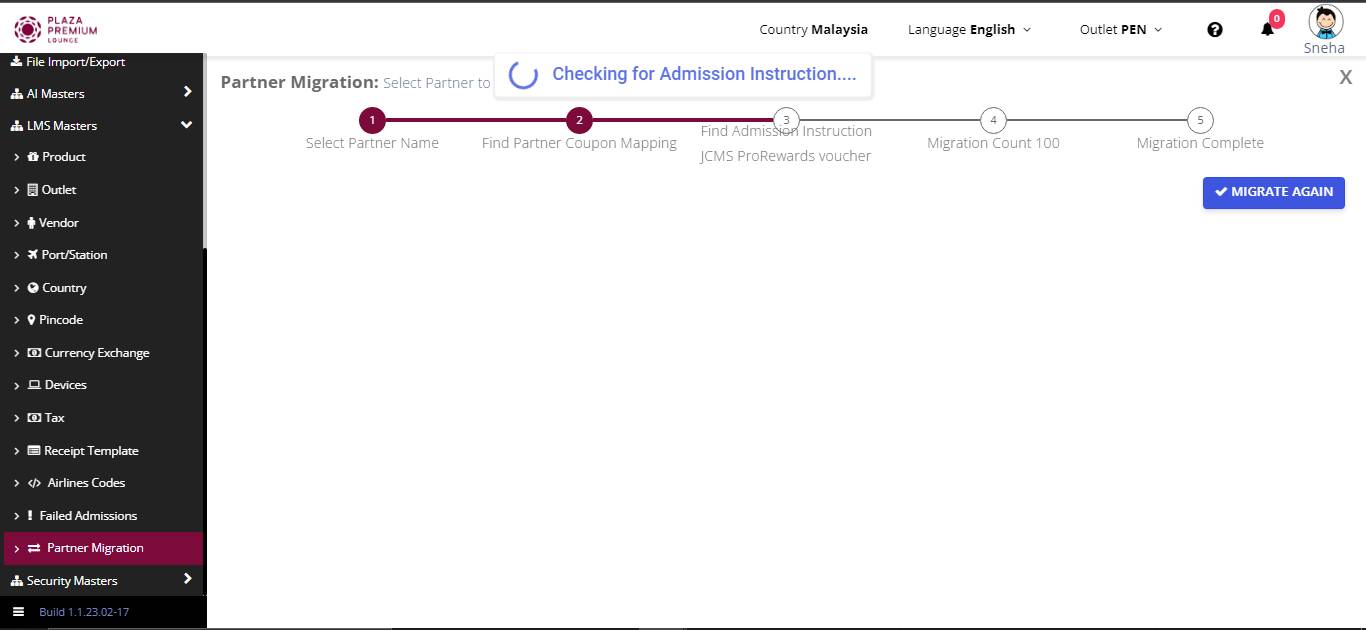 PLAZA
PREMIUM
LOUNGE
Country Malaysia
Language English
Outlet PEN
0
Sneha
File Import/Export
AI Masters
LMS Masters
Product
Outlet
Vendor
Port/Station
Country
Pincode
Currency Exchange
Devices
Tax
Receipt Template
Airlines Codes
Failed Admissions
Partner Migration
Security Masters
Build 1.1.23.02-17
Partner Migration: Select Partner to
Checking for Admission Instruction....
X
1
Select Partner Name
2
Find Partner Coupon Mapping
3
Find Admission Instruction
JCMS ProRewards voucher
4
Migration Count 100
5
Migration Complete
MIGRATE AGAIN